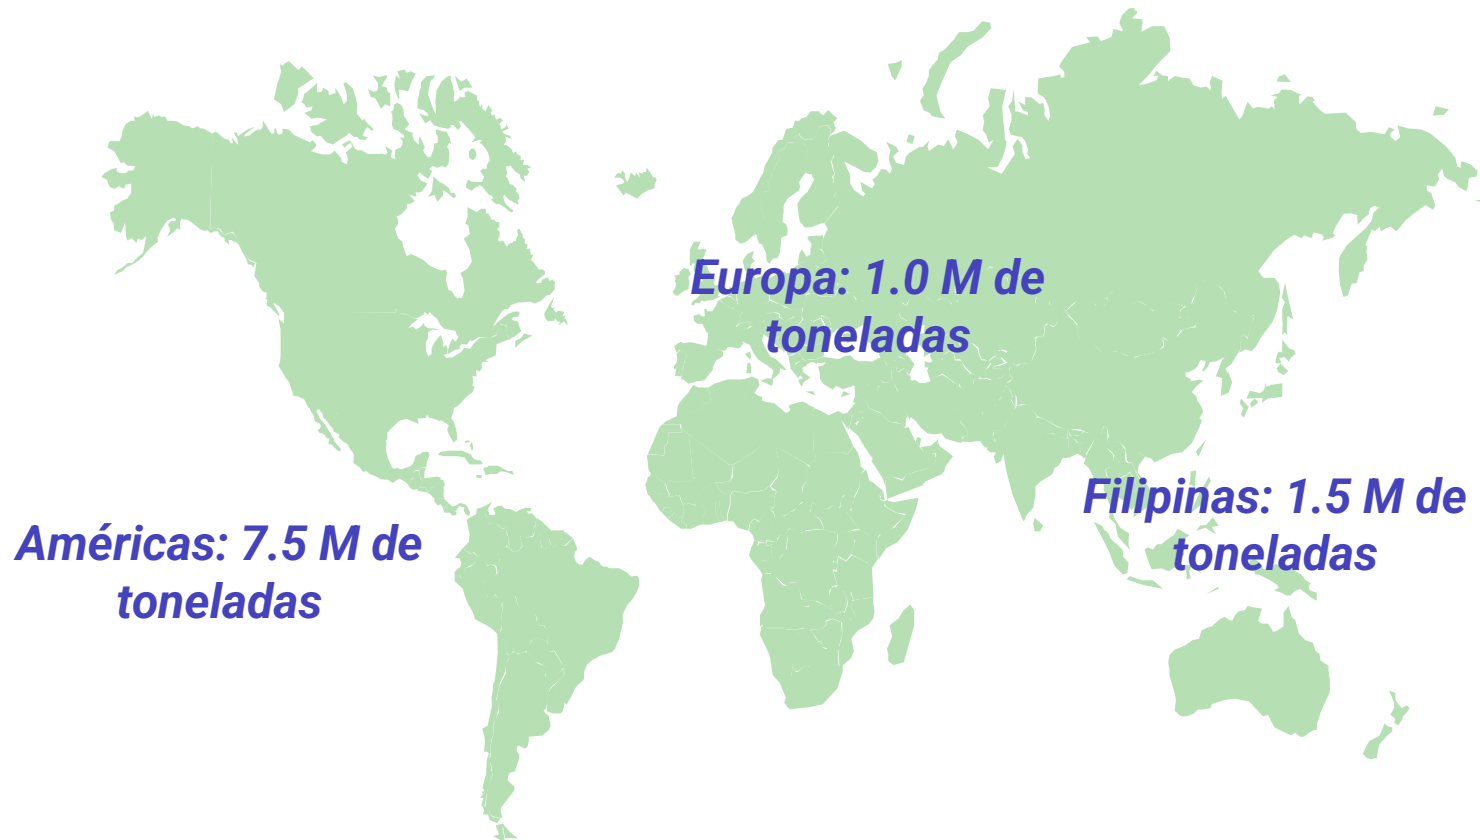 Europa: 1.0 M de
toneladas
Filipinas: 1.5 M de
toneladas
Américas: 7.5 M de
toneladas